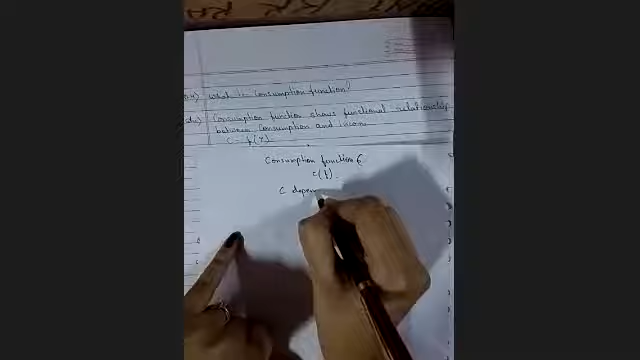 What is Consumption function?
Consumption function shows functional relationship
between Consumption and income
C = f(Y)
Consumption function
C depen